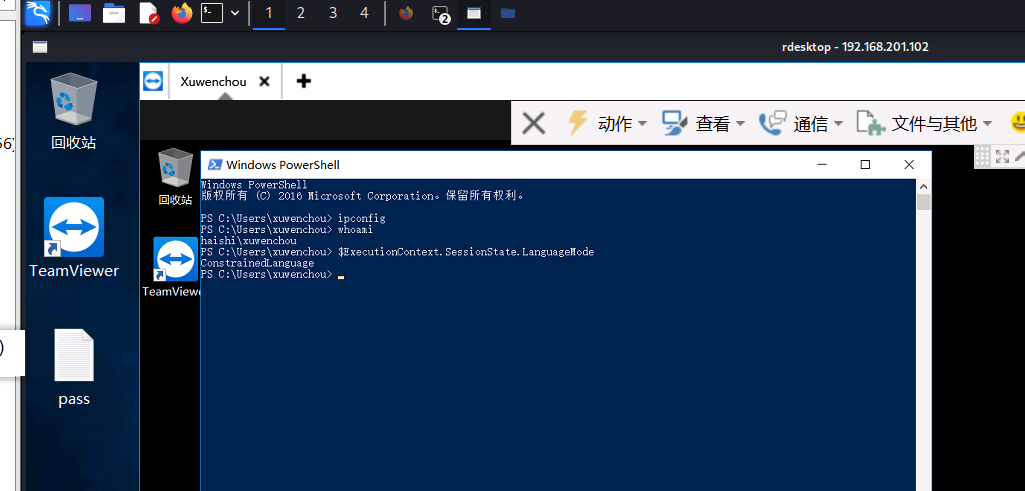 1 2 3 4 2
rdesktop - 192.168.201.102
56)
)
回收站
TeamViewer
pass
Xuwenchou
动作 查看 通信 文件与其他
回收站
TeamViewe
Windows PowerShell
Windows PowerShell
版权所有 (C) 2016 Microsoft Corporation。保留所有权利。
PS C:\Users\xuwenchou> ipconfig
PS C:\Users\xuwenchou> whoami
haishi\xuwenchou
PS C:\Users\xuwenchou> $ExecutionContext.SessionState.LanguageMode
ConstrainedLanguage
PS C:\Users\xuwenchou>